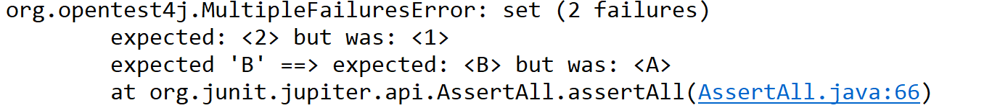 org.opentest4j.MultipleFailuresError: set (2 failures)
expected: <2> but was: <1>
expected 'B' ==> expected: <B> but was: <A>
at org.junit.jupiter.api.AssertAll.assertAll(AssertAll.java:66)